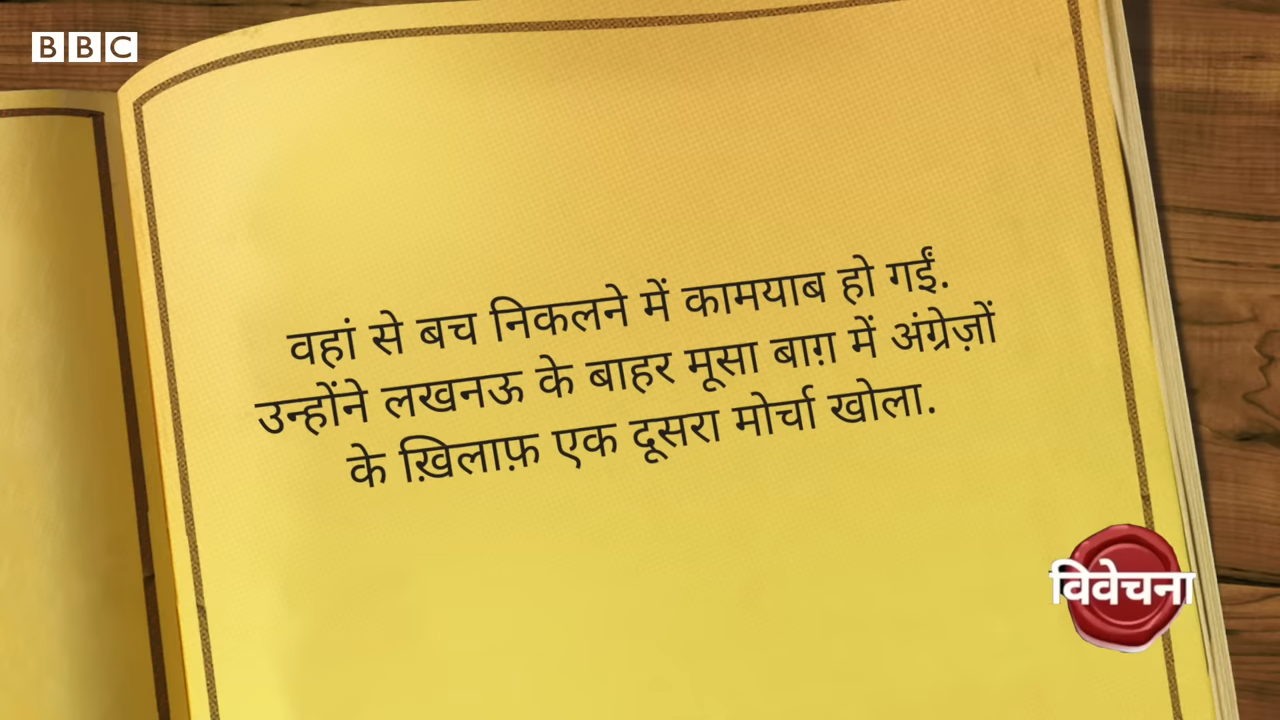 BBC
वहां से बच निकलने में कामयाब हो गईं.
उन्होंने लखनऊ के बाहर मूसा बाग़ में अंग्रेज़ों
के ख़िलाफ़ एक दूसरा मोर्चा खोला.
विवेचना